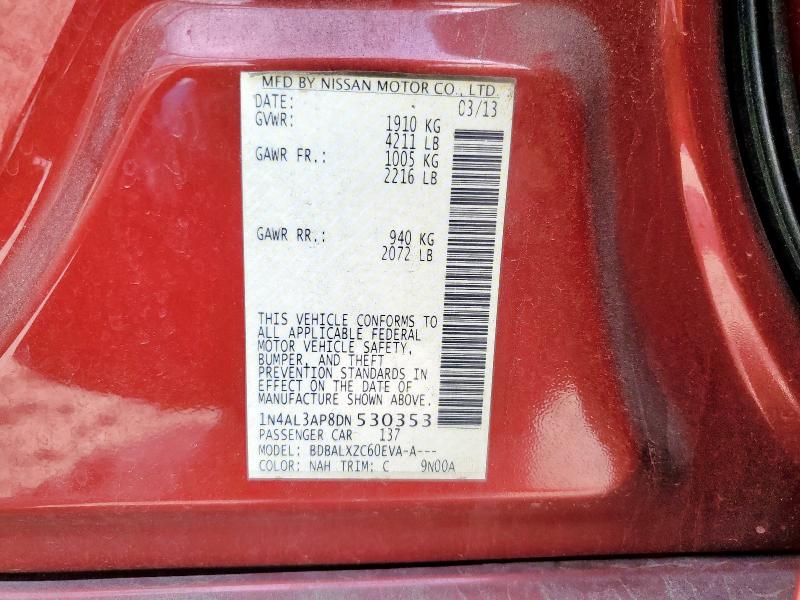 MFD BY NISSAN MOTOR CO., LTD.
DATE: 03/13
GVWR: 1910 KG
4211 LB
GAWR FR.: 1005 KG
2216 LB
GAWR RR.: 940 KG
2072 LB
THIS VEHICLE CONFORMS TO
ALL APPLICABLE FEDERAL
MOTOR VEHICLE SAFETY,
BUMPER, AND THEFT
PREVENTION STANDARDS IN
EFFECT ON THE DATE OF
MANUFACTURE SHOWN ABOVE.
1N4AL3AP8DN530353
PASSENGER CAR 137
MODEL: BDBALXZC60EVA-A---
COLOR: NAH TRIM: C 9N00A